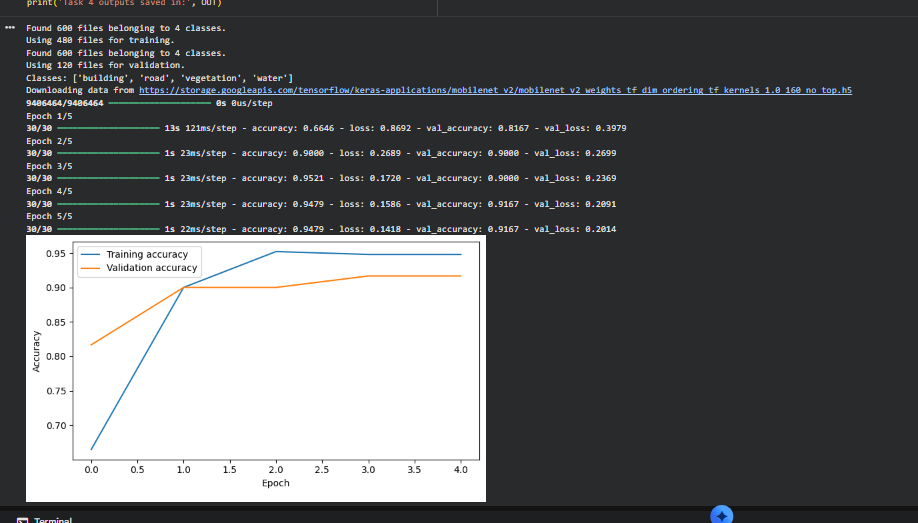 print('Task 4 outputs saved in:', OUT)
Found 600 files belonging to 4 classes.
Using 480 files for training.
Found 600 files belonging to 4 classes.
Using 120 files for validation.
Classes: ['building', 'road', 'vegetation', 'water']
Downloading data from https://storage.googleapis.com/tensorflow/keras-applications/mobilenet_v2/mobilenet_v2_weights_tf_dim_ordering_tf_kernels_1.0_160_no_top.h5
9406464/9406464 0s 0us/step
Epoch 1/5
30/30 13s 121ms/step - accuracy: 0.6646 - loss: 0.8692 - val_accuracy: 0.8167 - val_loss: 0.3979
Epoch 2/5
30/30 1s 23ms/step - accuracy: 0.9000 - loss: 0.2689 - val_accuracy: 0.9000 - val_loss: 0.2699
Epoch 3/5
30/30 1s 23ms/step - accuracy: 0.9521 - loss: 0.1720 - val_accuracy: 0.9000 - val_loss: 0.2369
Epoch 4/5
30/30 1s 23ms/step - accuracy: 0.9479 - loss: 0.1586 - val_accuracy: 0.9167 - val_loss: 0.2091
Epoch 5/5
30/30 1s 22ms/step - accuracy: 0.9479 - loss: 0.1418 - val_accuracy: 0.9167 - val_loss: 0.2014
Training accuracy
Validation accuracy
0.95
0.90
0.85
0.80
0.75
0.70
Accuracy
0.0 0.5 1.0 1.5 2.0 2.5 3.0 3.5 4.0
Epoch
Terminal